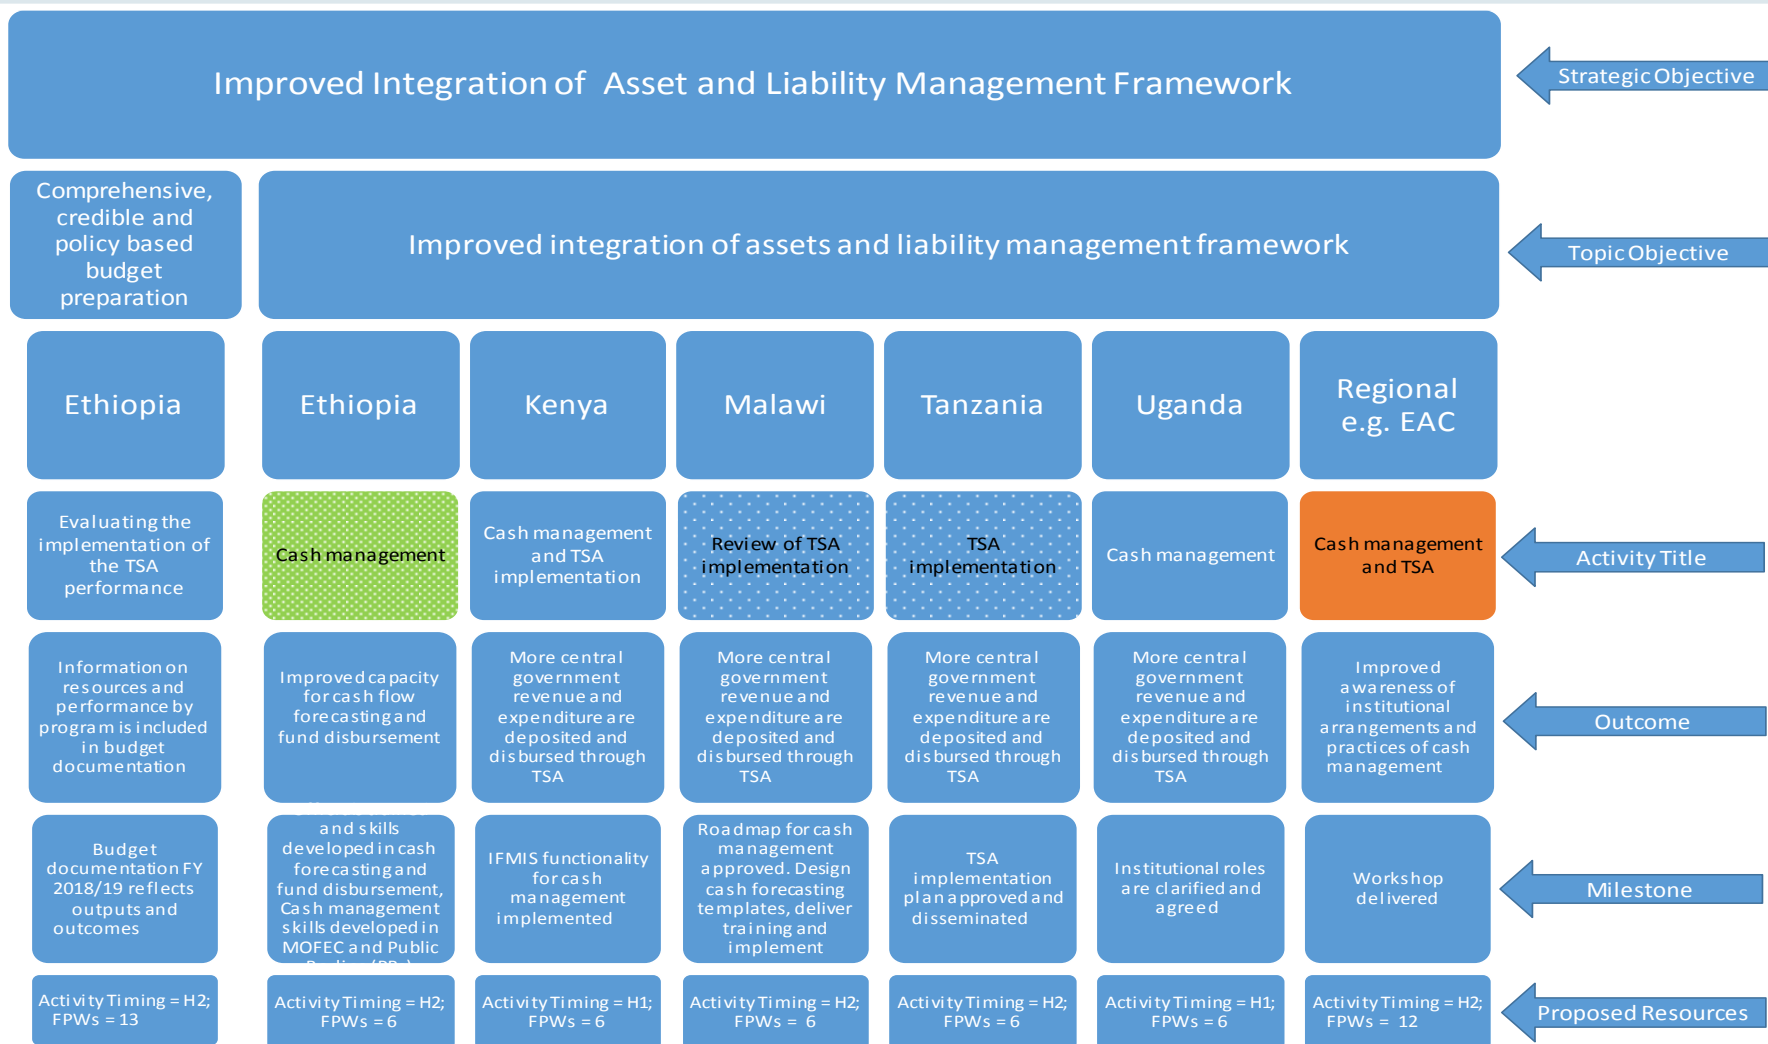 Improved Integration of Asset and Liability Management Framework
Strategic Objective
Comprehensive,
credible and
policy based
budget
preparation
Improved integration of assets and liability management framework
Topic Objective
Ethiopia
Ethiopia
Kenya
Malawi
Tanzania
Uganda
Regional
e.g. EAC
Evaluating the
implementation of
the TSA
performance
Cash management
Cash management
and TSA
implementation
Review of TSA
implementation
TSA
implementation
Cash management
Cash management
and TSA
Activity Title
Information on
resources and
performance by
program is included
in budget
documentation
Improved capacity
for cash flow
forecasting and
fund disbursement
More central
government
revenue and
expenditure are
deposited and
disbursed through
TSA
More central
government
revenue and
expenditure are
deposited and
disbursed through
TSA
More central
government
revenue and
expenditure are
deposited and
disbursed through
TSA
More central
government
revenue and
expenditure are
deposited and
disbursed through
TSA
Improved
awareness of
institutional
arrangements and
practices of cash
management
Outcome
Budget
documentation FY
2018/19 reflects
outputs and
outcomes
and skills
developed in cash
forecasting and
fund disbursement,
Cash management
skills developed in
MOFEC and Public
IFMIS functionality
for cash
management
implemented
Roadmap for cash
management
approved. Design
cash forecasting
templates, deliver
training and
implement
TSA
implementation
plan approved and
disseminated
Institutional roles
are clarified and
agreed
Workshop
delivered
Milestone
Activity Timing = H2;
FPWs = 13
Activity Timing = H2;
FPWs = 6
Activity Timing = H1;
FPWs = 6
Activity Timing = H2;
FPWs = 6
Activity Timing = H2;
FPWs = 6
Activity Timing = H1;
FPWs = 6
Activity Timing = H2;
FPWs = 12
Proposed Resources